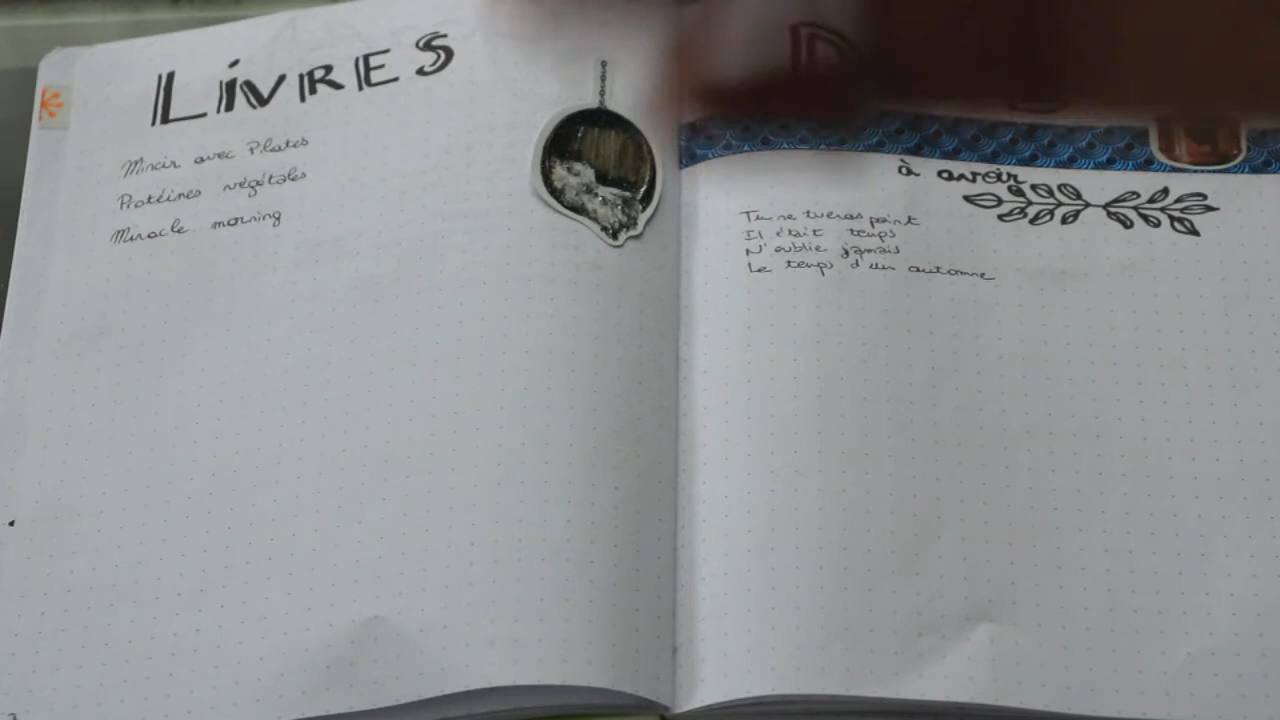 LiVRES
Mincir avec Pilates
Protéines végétales
Miracle morning
D
à avoir
Tu ne tueras point
Il était temps
N'oublie jamais
Le temps d'un automne